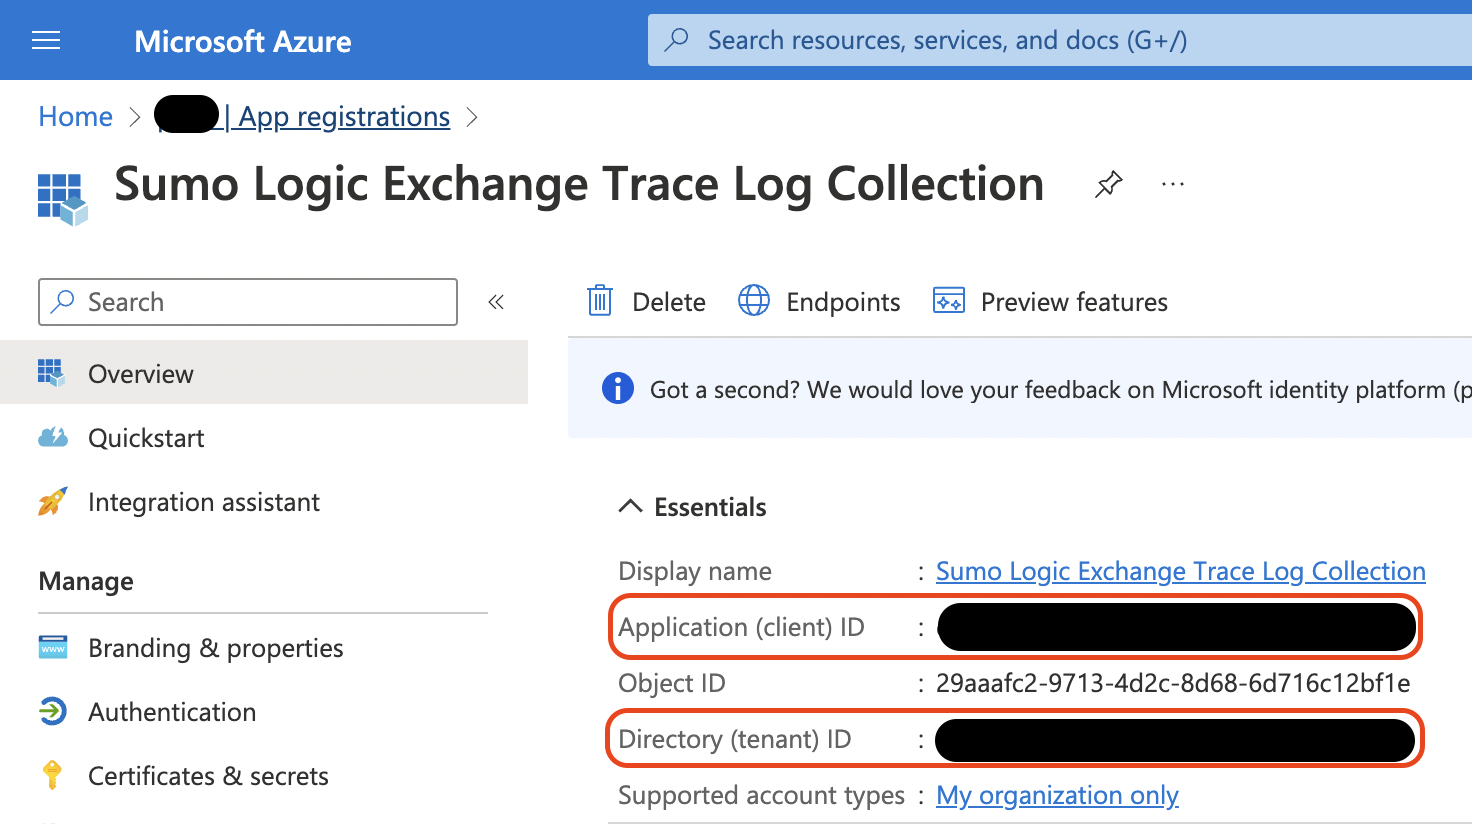 Microsoft Azure
Search resources, services, and docs (G+/)
Home > | App registrations >
Sumo Logic Exchange Trace Log Collection ...
Search «
Delete Endpoints Preview features
Overview
Got a second? We would love your feedback on Microsoft identity platform (p
Quickstart
Integration assistant
Essentials
Display name : Sumo Logic Exchange Trace Log Collection
Manage
Application (client) ID :
Branding & properties
www
Object ID : 29aaafc2-9713-4d2c-8d68-6d716c12bf1e
Authentication
Directory (tenant) ID :
Certificates & secrets
Supported account types : My organization only